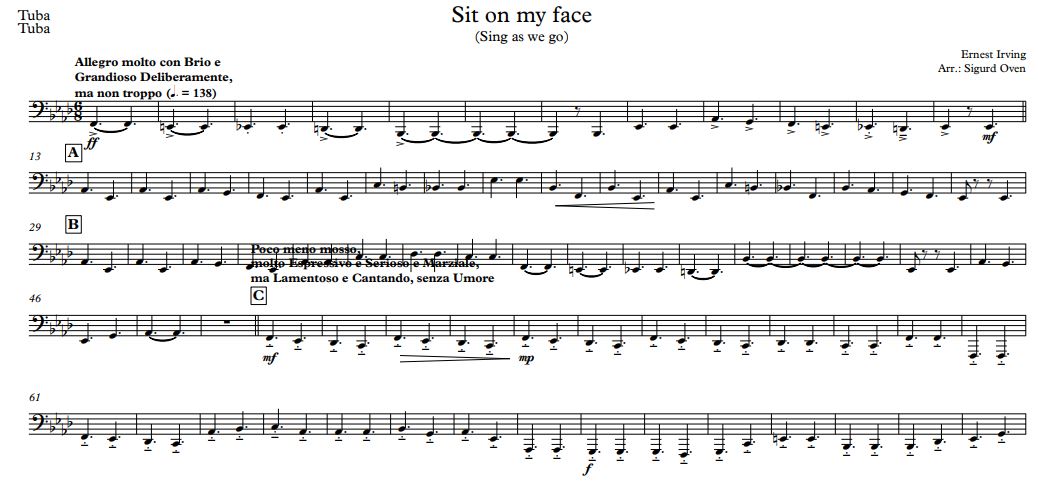 Tuba
Tuba
Sit on my face
(Sing as we go)
Ernest Irving
Arr.: Sigurd Oven
Allegro molto con Brio e
Grandioso Deliberamente,
ma non troppo (♩. = 138)
6
8
ff
mf
13
A
29
B
Poco meno mosso,
molto Espressivo e Serioso e Marziale,
ma Lamentoso e Cantando, senza Umore
46
C
mf
mp
61
f